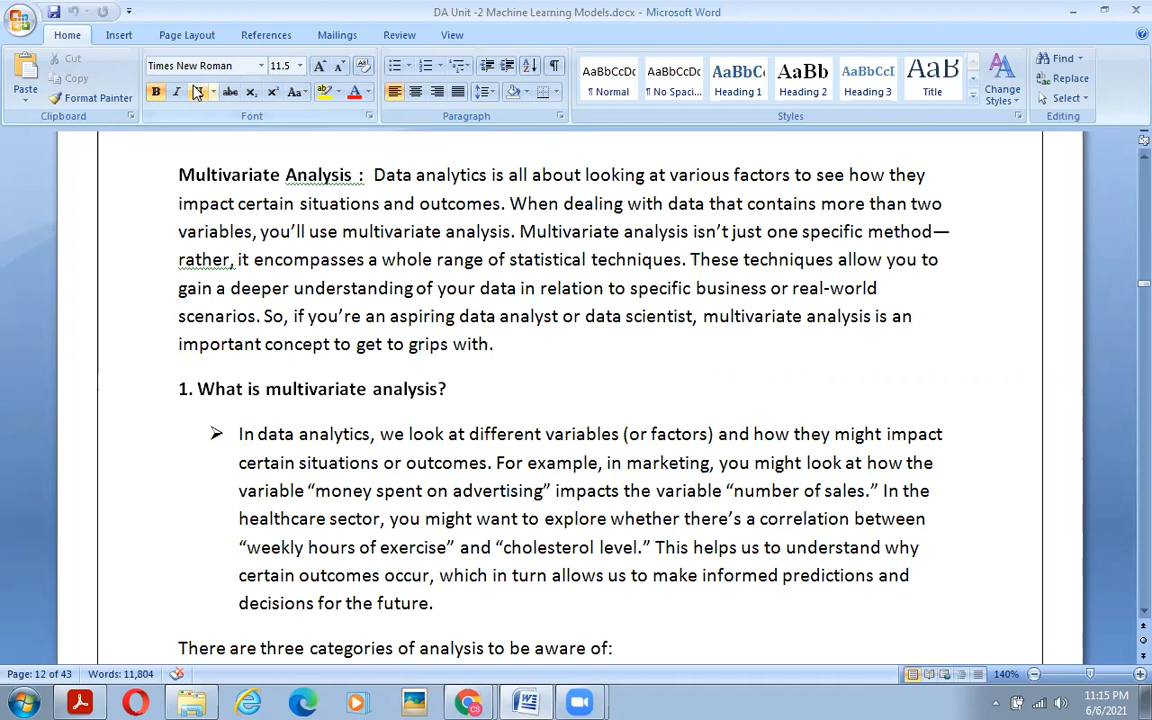 DA Unit -2 Machine Learning Models.docx - Microsoft Word
Home Insert Page Layout References Mailings Review View
Paste Cut Copy Format Painter Clipboard
Times New Roman 11.5 Font
Paragraph
AaBbCcDc AaBbCcDc AaBbC AaBb AaBbCcI AaB
¶ Normal ¶ No Spaci... Heading 1 Heading 2 Heading 3 Title
Change Styles Styles
Find Replace Select Editing
Multivariate Analysis : Data analytics is all about looking at various factors to see how they
impact certain situations and outcomes. When dealing with data that contains more than two
variables, you’ll use multivariate analysis. Multivariate analysis isn’t just one specific method—
rather, it encompasses a whole range of statistical techniques. These techniques allow you to
gain a deeper understanding of your data in relation to specific business or real-world
scenarios. So, if you’re an aspiring data analyst or data scientist, multivariate analysis is an
important concept to get to grips with.
1. What is multivariate analysis?
➢ In data analytics, we look at different variables (or factors) and how they might impact
certain situations or outcomes. For example, in marketing, you might look at how the
variable “money spent on advertising” impacts the variable “number of sales.” In the
healthcare sector, you might want to explore whether there’s a correlation between
“weekly hours of exercise” and “cholesterol level.” This helps us to understand why
certain outcomes occur, which in turn allows us to make informed predictions and
decisions for the future.
There are three categories of analysis to be aware of:
Page: 12 of 43 Words: 11,804 140%
11:15 PM
6/6/2021